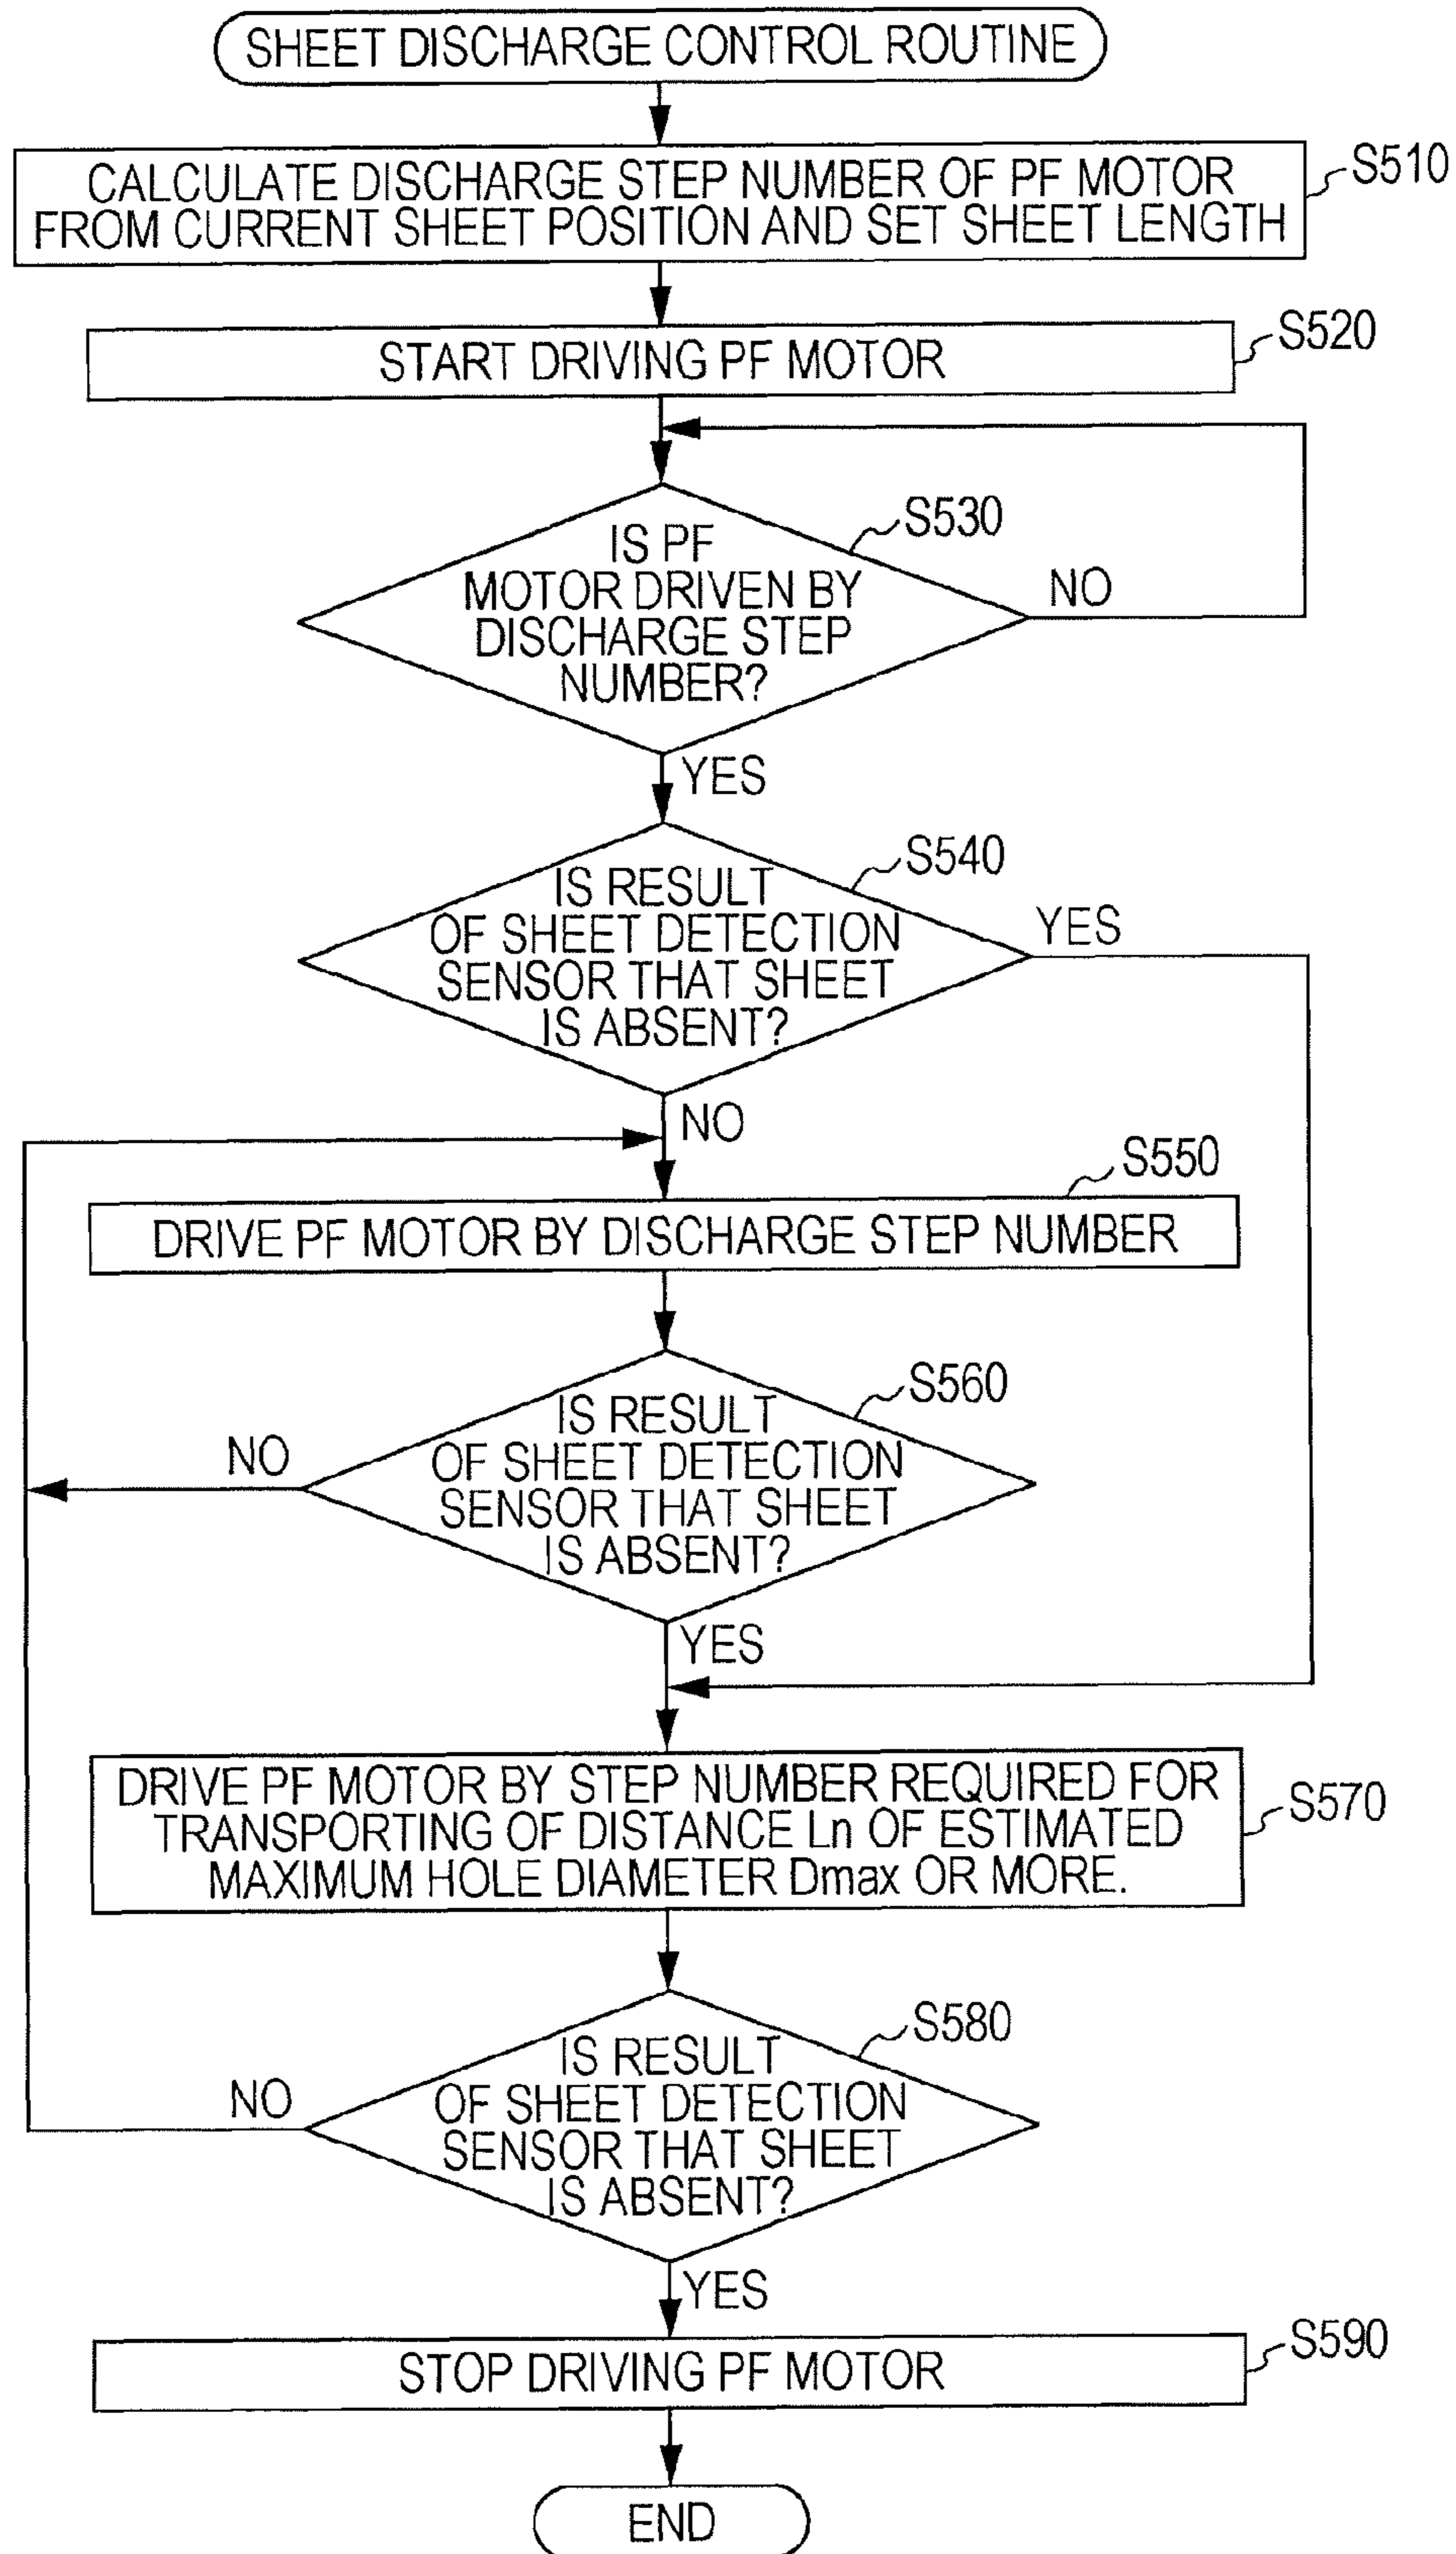 SHEET DISCHARGE CONTROL ROUTINE
CALCULATE DISCHARGE STEP NUMBER OF PF MOTOR
FROM CURRENT SHEET POSITION AND SET SHEET LENGTH
S510
START DRIVING PF MOTOR
S520
IS PF
MOTOR DRIVEN BY
DISCHARGE STEP
NUMBER?
S530
NO
YES
IS RESULT
OF SHEET DETECTION
SENSOR THAT SHEET
IS ABSENT?
S540
YES
NO
DRIVE PF MOTOR BY DISCHARGE STEP NUMBER
S550
IS RESULT
OF SHEET DETECTION
SENSOR THAT SHEET
IS ABSENT?
S560
NO
YES
DRIVE PF MOTOR BY STEP NUMBER REQUIRED FOR
TRANSPORTING OF DISTANCE Ln OF ESTIMATED
MAXIMUM HOLE DIAMETER Dmax OR MORE.
S570
IS RESULT
OF SHEET DETECTION
SENSOR THAT SHEET
IS ABSENT?
S580
NO
YES
STOP DRIVING PF MOTOR
S590
END